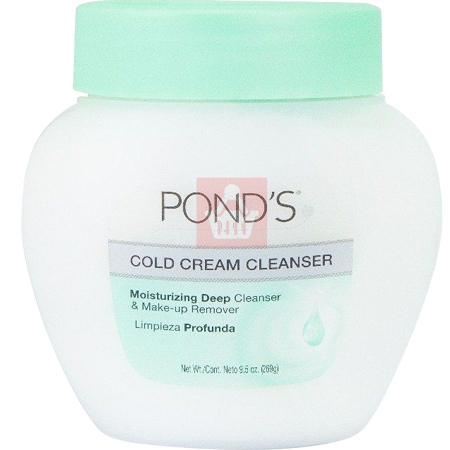 POND'S
COLD CREAM CLEANSER
Moisturizing Deep Cleanser
& Make-up Remover
Limpieza Profunda
Net Wt./Cont. Neto 9.5 oz. (269g)